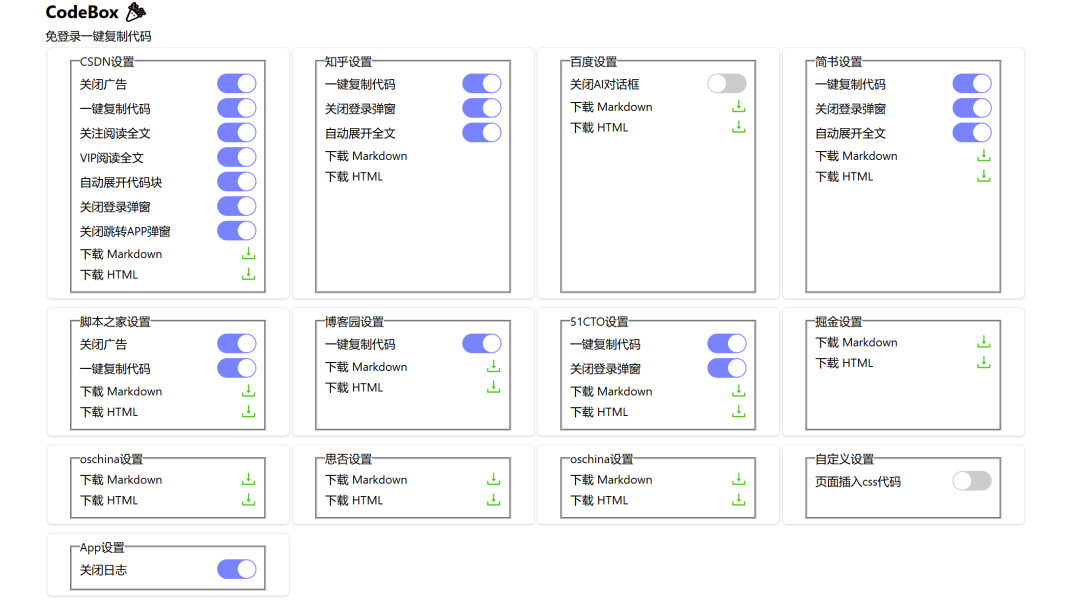 CodeBox
免登录一键复制代码
CSDN设置
关闭广告
一键复制代码
关注阅读全文
VIP阅读全文
自动展开代码块
关闭登录弹窗
关闭跳转APP弹窗
下载 Markdown
下载 HTML
知乎设置
一键复制代码
关闭登录弹窗
自动展开全文
下载 Markdown
下载 HTML
百度设置
关闭AI对话框
下载 Markdown
下载 HTML
简书设置
一键复制代码
关闭登录弹窗
自动展开全文
下载 Markdown
下载 HTML
脚本之家设置
关闭广告
一键复制代码
下载 Markdown
下载 HTML
博客园设置
一键复制代码
下载 Markdown
下载 HTML
51CTO设置
一键复制代码
关闭登录弹窗
下载 Markdown
下载 HTML
掘金设置
下载 Markdown
下载 HTML
oschina设置
下载 Markdown
下载 HTML
思否设置
下载 Markdown
下载 HTML
oschina设置
下载 Markdown
下载 HTML
自定义设置
页面插入css代码
App设置
关闭日志